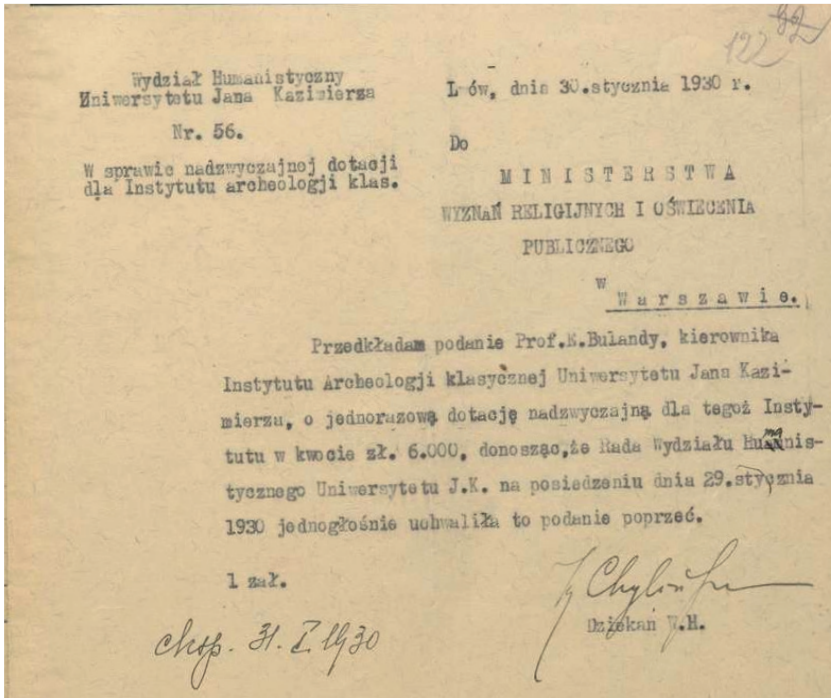 122
Wydział Humanistyczny
Uniwersytetu Jana Kazimierza
Nr. 56.
W sprawie nadzwyczajnej dotacji
dla Instytutu archeologji klas.
Lwów, dnia 30.stycznia 1930 r.
Do
MINISTERSTWA
WYZNAŃ RELIGIJNYCH I OŚWIECENIA
PUBLICZNEGO
w
Warszawie.
Przedkładam podanie Prof.K.Bulandy, kierownika
Instytutu Archeologji klasycznej Uniwersytetu Jana Kazi-
mierza, o jednorazową dotację nadzwyczajną dla tegoż Insty-
tutu w kwocie zł. 6.000, donosząc,że Rada Wydziału Humanis-
tycznego Uniwersytetu J.K. na posiedzeniu dnia 29.stycznia
1930 jednogłośnie uchwaliła to podanie poprzeć.
1 zał.
Dziekan W.H.
eksp. 31. I. 1930